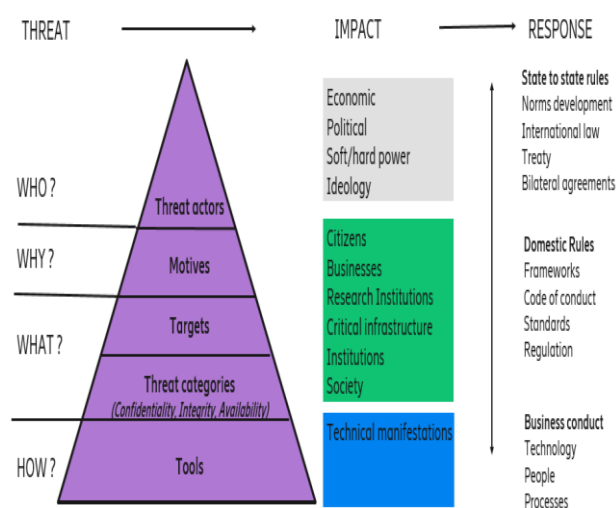 THREAT
IMPACT
RESPONSE
WHO?
WHY?
WHAT?
HOW?
Threat actors
Motives
Targets
Threat categories
(Confidentiality, Integrity, Availability)
Tools
Economic
Political
Soft/hard power
Ideology
Citizens
Businesses
Research Institutions
Critical infrastructure
Institutions
Society
Technical manifestations
State to state rules
Norms development
International law
Treaty
Bilateral agreements
Domestic Rules
Frameworks
Code of conduct
Standards
Regulation
Business conduct
Technology
People
Processes